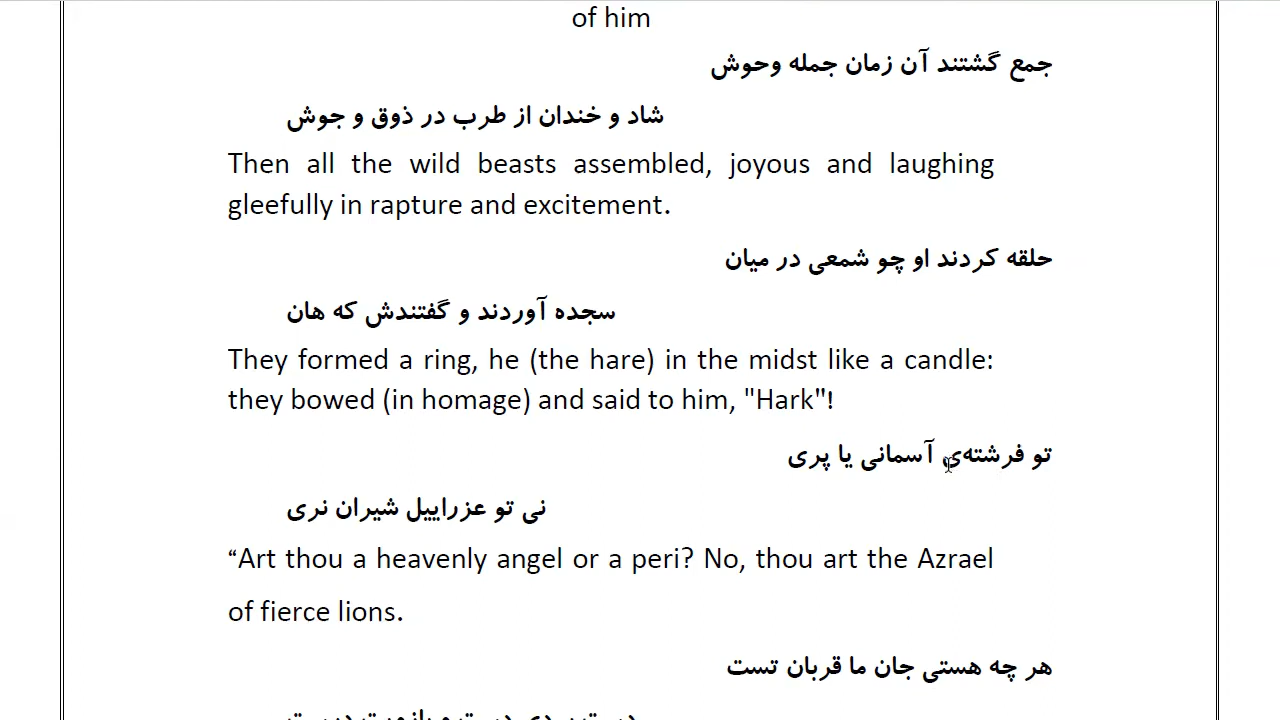 of him
جمع گشتند آن زمان جمله وحوش
شاد و خندان از طرب در ذوق و جوش
Then all the wild beasts assembled, joyous and laughing
gleefully in rapture and excitement.
حلقه کردند او چو شمعی در میان
سجده آوردند و گفتندش که هان
They formed a ring, he (the hare) in the midst like a candle:
they bowed (in homage) and said to him, "Hark"!
تو فرشته‌ی آسمانی یا پری
نی تو عزراییل شیران نری
“Art thou a heavenly angel or a peri? No, thou art the Azrael
of fierce lions.
هر چه هستی جان ما قربان تست